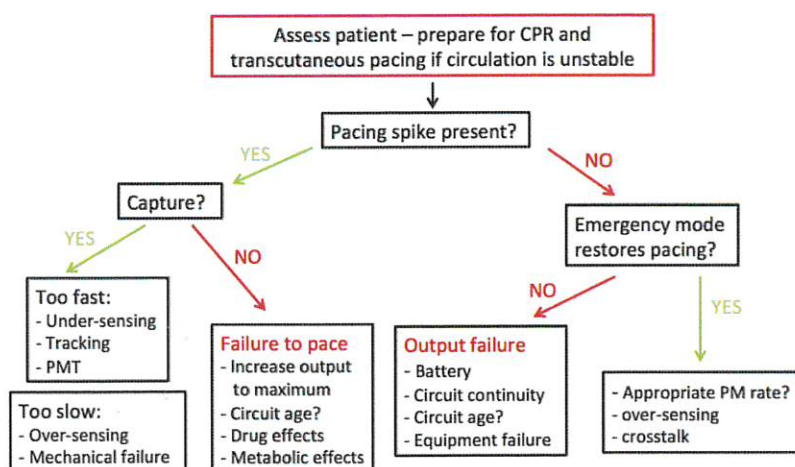 Assess patient – prepare for CPR and
transcutaneous pacing if circulation is unstable
Pacing spike present?
YES
NO
Capture?
Emergency mode
restores pacing?
YES
NO
NO
YES
Too fast:
- Under-sensing
- Tracking
- PMT
Too slow:
- Over-sensing
- Mechanical failure
Failure to pace
- Increase output
to maximum
- Circuit age?
- Drug effects
- Metabolic effects
Output failure
- Battery
- Circuit continuity
- Circuit age?
- Equipment failure
- Appropriate PM rate?
- over-sensing
- crosstalk